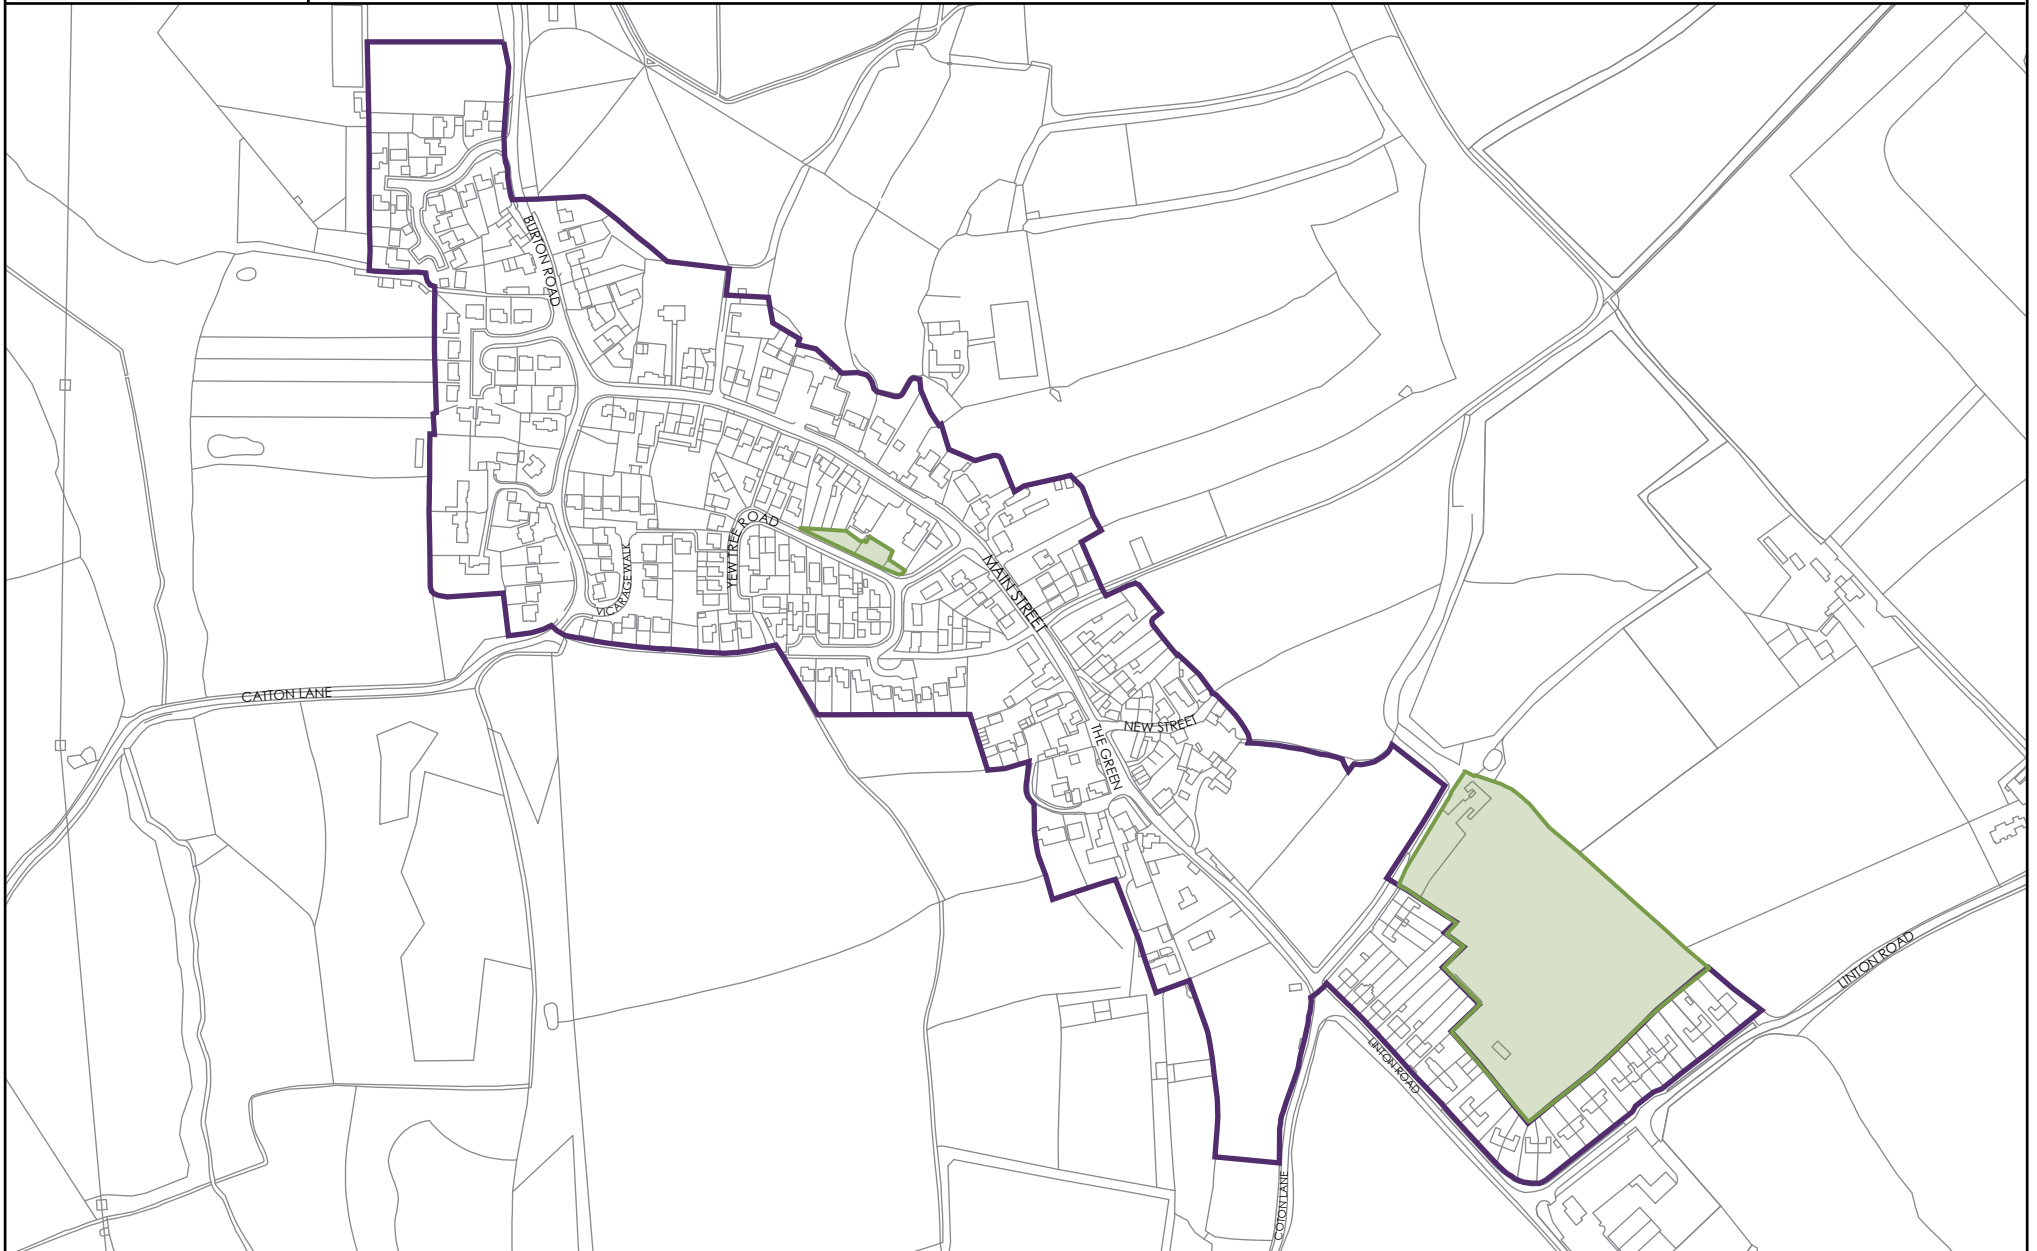 BURTON ROAD
YEW TREE ROAD
VICARAGE WALK
MAIN STREET
CATTON LANE
NEW STREET
THE GREEN
LINTON ROAD
LINTON ROAD
COTON LANE